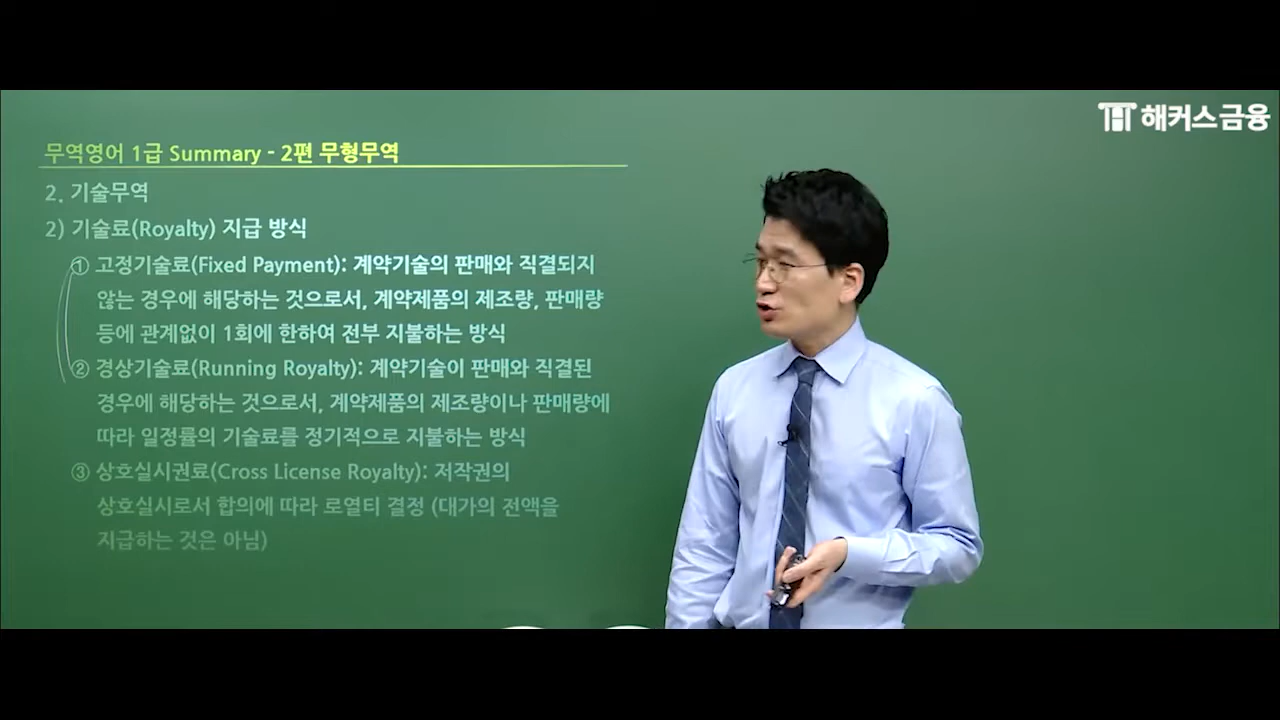 해커스금융
무역영어 1급 Summary - 2편 무형무역
2. 기술무역
2) 기술료(Royalty) 지급 방식
① 고정기술료(Fixed Payment): 계약기술의 판매와 직결되지
않는 경우에 해당하는 것으로서, 계약제품의 제조량, 판매량
등에 관계없이 1회에 한하여 전부 지불하는 방식
② 경상기술료(Running Royalty): 계약기술이 판매와 직결된
경우에 해당하는 것으로서, 계약제품의 제조량이나 판매량에
따라 일정률의 기술료를 정기적으로 지불하는 방식
③ 상호실시권료(Cross License Royalty): 저작권의
상호실시로서 합의에 따라 로열티 결정 (대가의 전액을
지급하는 것은 아님)